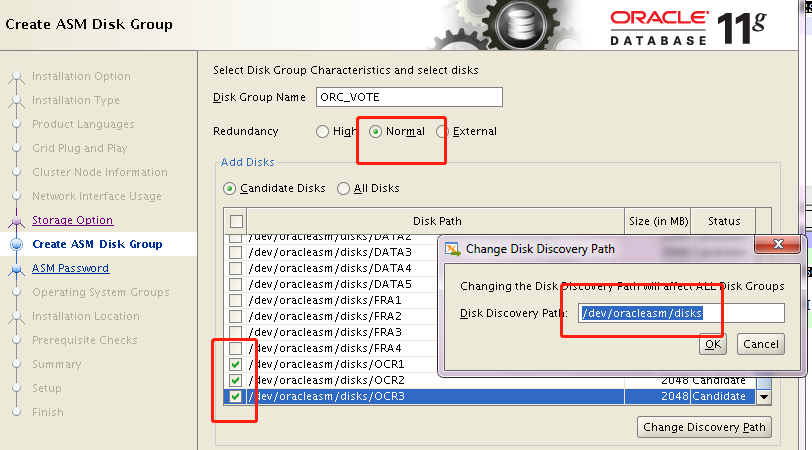 Create ASM Disk Group
ORACLE
DATABASE 11g
Installation Option
Installation Type
Product Languages
Grid Plug and Play
Cluster Node Information
Network Interface Usage
Storage Option
Create ASM Disk Group
ASM Password
Operating System Groups
Installation Location
Prerequisite Checks
Summary
Setup
Finish
Select Disk Group Characteristics and select disks
Disk Group Name ORC_VOTE
Redundancy High Normal External
Add Disks
Candidate Disks All Disks
Disk Path Size (in MB) Status
/dev/oracleasm/disks/DATA2
/dev/oracleasm/disks/DATA3
/dev/oracleasm/disks/DATA4
/dev/oracleasm/disks/DATA5
/dev/oracleasm/disks/FRA1
/dev/oracleasm/disks/FRA2
/dev/oracleasm/disks/FRA3
/dev/oracleasm/disks/FRA4
/dev/oracleasm/disks/OCR1
/dev/oracleasm/disks/OCR2 2048 Candidate
/dev/oracleasm/disks/OCR3 2048 Candidate
Change Discovery Path
Change Disk Discovery Path
Changing the Disk Discovery Path will affect ALL Disk Groups
Disk Discovery Path: /dev/oracleasm/disks
OK Cancel